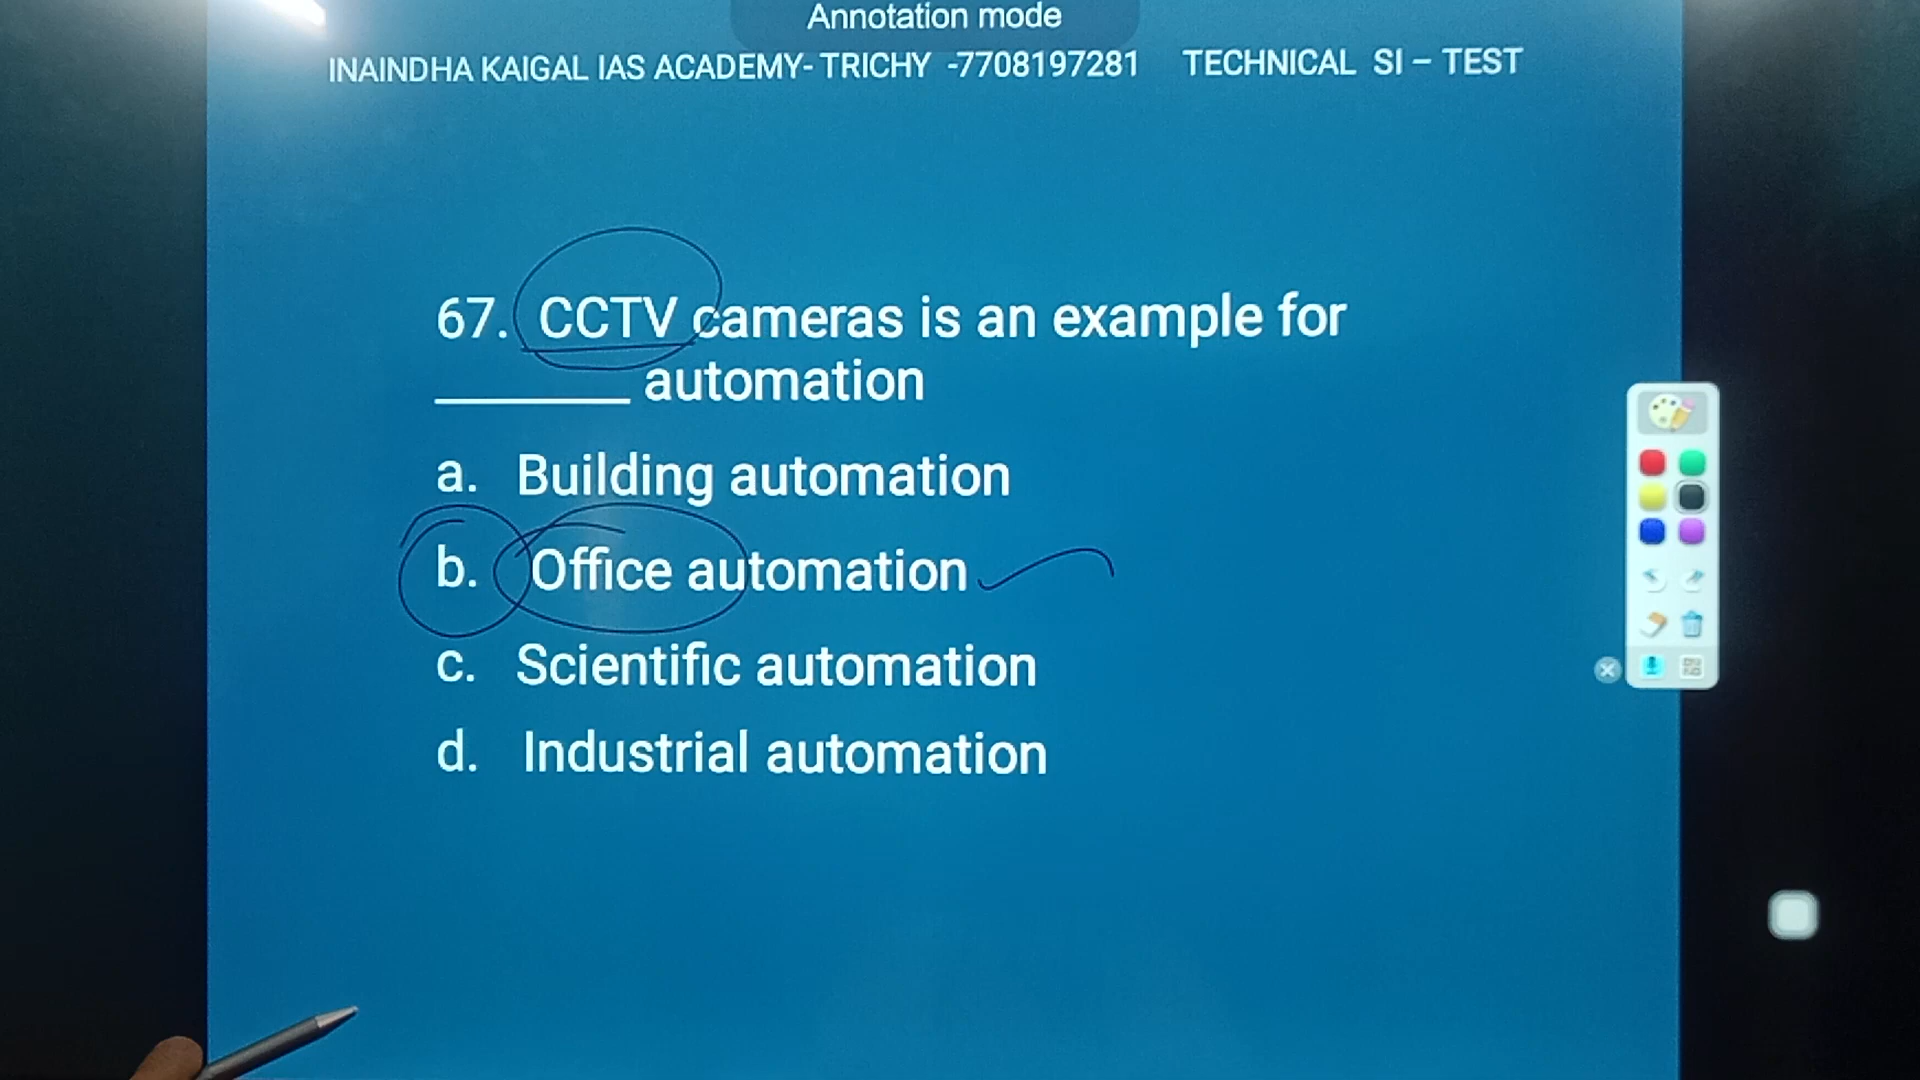 Annotation mode
INAINDHA KAIGAL IAS ACADEMY- TRICHY -7708197281 TECHNICAL SI – TEST
67. CCTV cameras is an example for
________ automation
a. Building automation
b. Office automation
c. Scientific automation
d. Industrial automation